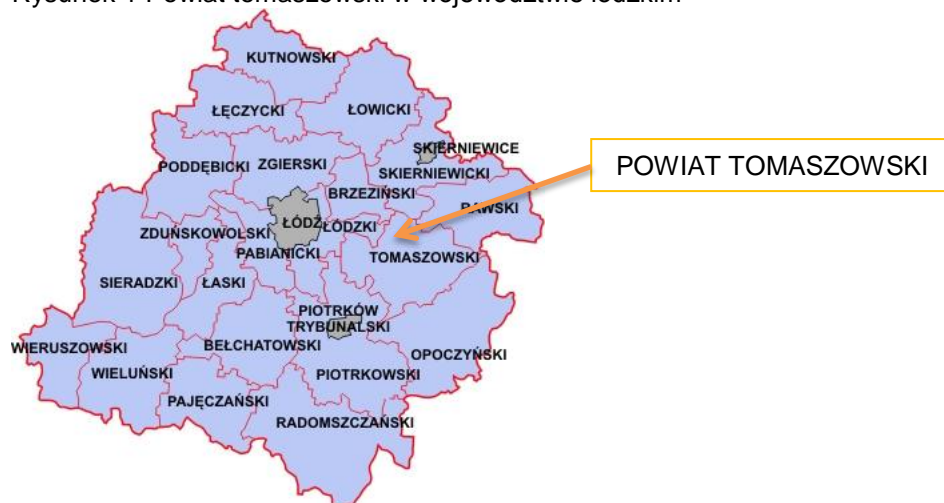 Rysunek 1 Powiat tomaszowski w województwie łódzkim
KUTNOWSKI
ŁĘCZYCKI
ŁOWICKI
SKIERNIEWICE
PODDĘBICKI
ZGIERSKI
SKIERNIEWICKI
POWIAT TOMASZOWSKI
BRZEZIŃSKI
RAWSKI
ZDUŃSKOWOLSKI
ŁÓDŹ
ŁÓDZKI
PABIANICKI
TOMASZOWSKI
SIERADZKI
ŁASKI
PIOTRKÓW
TRYBUNALSKI
WIERUSZOWSKI
BEŁCHATOWSKI
OPOCZYŃSKI
WIELUŃSKI
PIOTRKOWSKI
PAJĘCZAŃSKI
RADOMSZCZAŃSKI